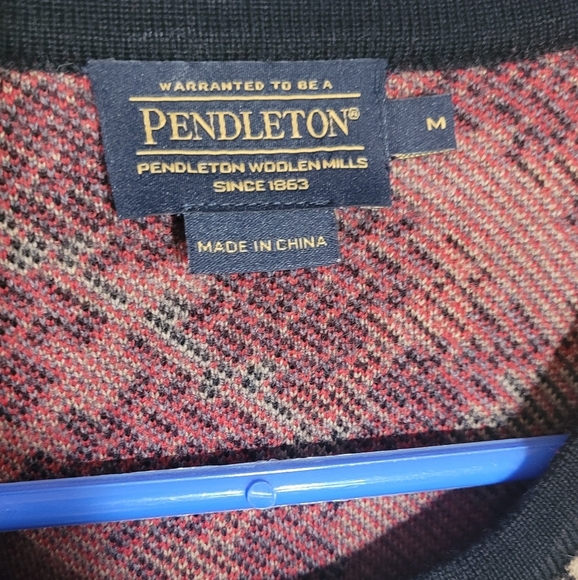 WARRANTED TO BE A
PENDLETON®
PENDLETON WOOLEN MILLS
SINCE 1863
M
MADE IN CHINA